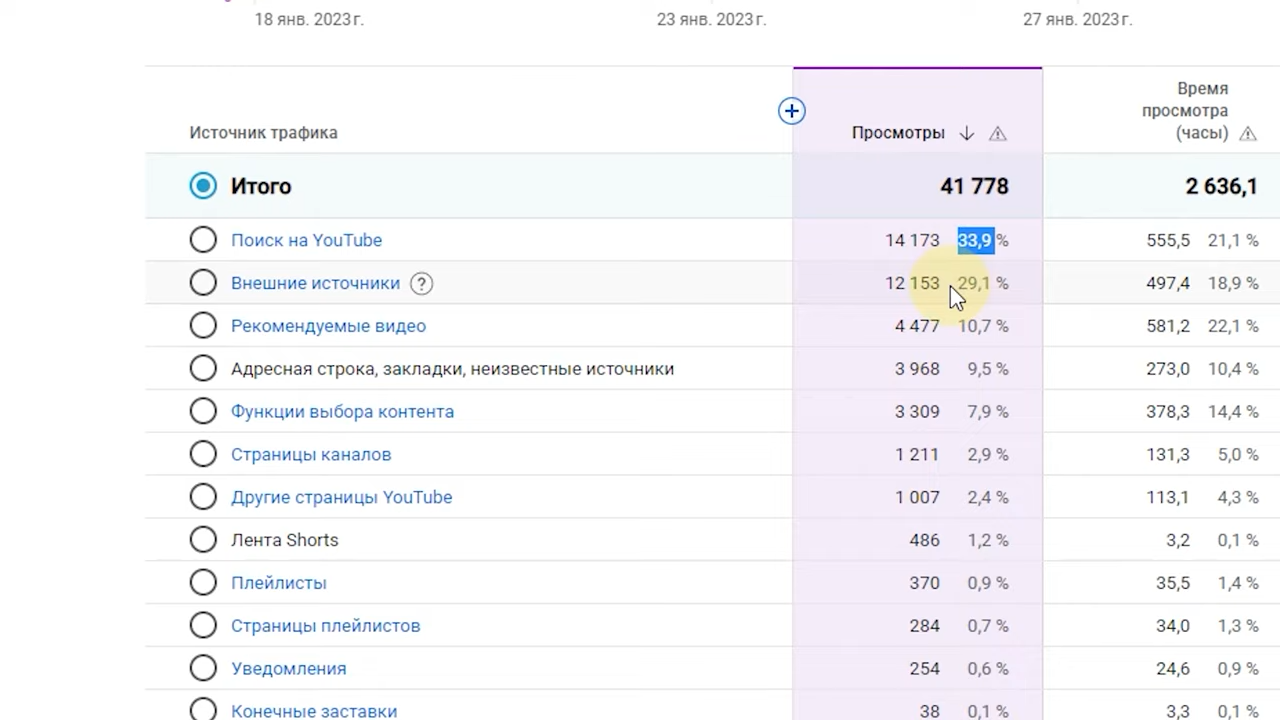 18 янв. 2023 г. 23 янв. 2023 г. 27 янв. 2023 г.
Источник трафика Просмотры Время просмотра (часы)
Итого 41 778 2 636,1
Поиск на YouTube 14 173 33,9 % 555,5 21,1 %
Внешние источники ? 12 153 29,1 % 497,4 18,9 %
Рекомендуемые видео 4 477 10,7 % 581,2 22,1 %
Адресная строка, закладки, неизвестные источники 3 968 9,5 % 273,0 10,4 %
Функции выбора контента 3 309 7,9 % 378,3 14,4 %
Страницы каналов 1 211 2,9 % 131,3 5,0 %
Другие страницы YouTube 1 007 2,4 % 113,1 4,3 %
Лента Shorts 486 1,2 % 3,2 0,1 %
Плейлисты 370 0,9 % 35,5 1,4 %
Страницы плейлистов 284 0,7 % 34,0 1,3 %
Уведомления 254 0,6 % 24,6 0,9 %
Конечные заставки 38 0,1 % 3,3 0,1 %